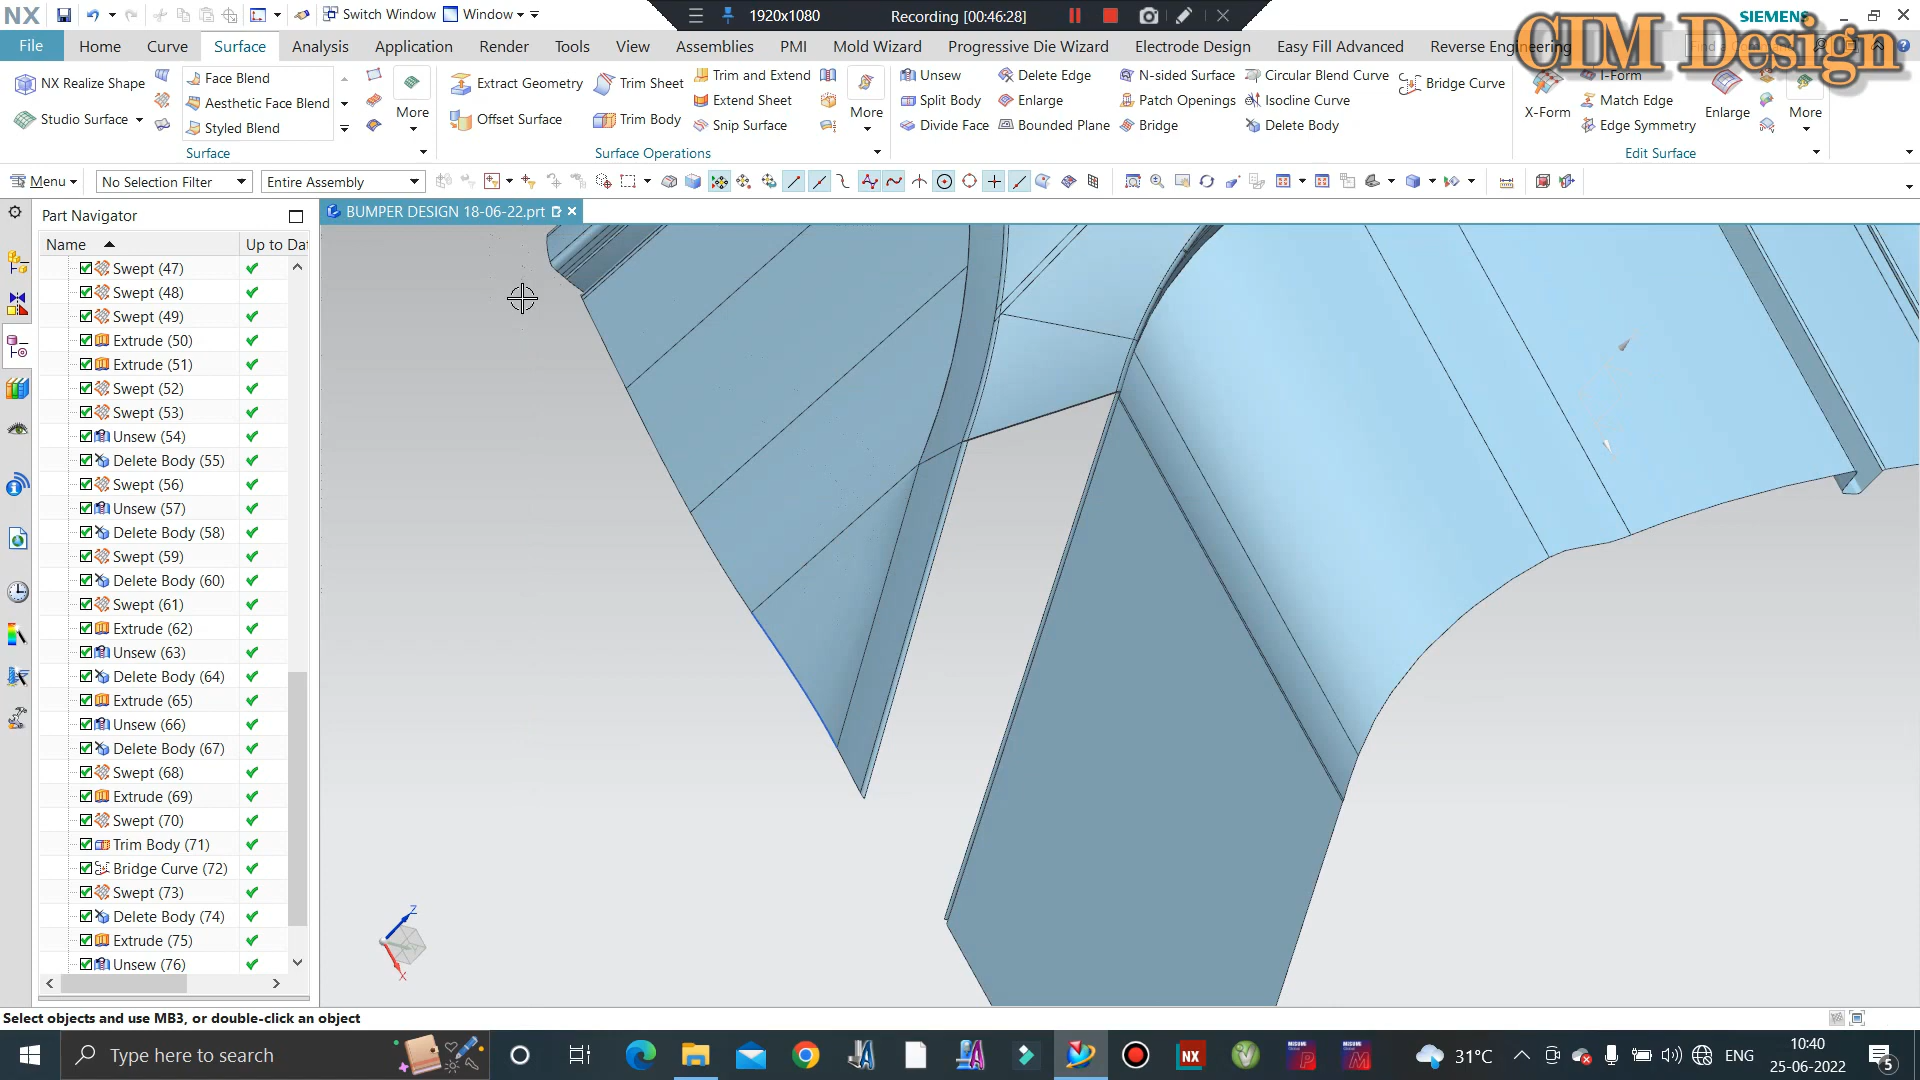 NX
Switch Window
Window
1920x1080
Recording [00:46:28]
SIEMENS
CIM Design
File
Home
Curve
Surface
Analysis
Application
Render
Tools
View
Assemblies
PMI
Mold Wizard
Progressive Die Wizard
Electrode Design
Easy Fill Advanced
Reverse Engineering
NX Realize Shape
Studio Surface
Face Blend
Aesthetic Face Blend
Styled Blend
More
Surface
Extract Geometry
Offset Surface
Trim Sheet
Trim Body
Trim and Extend
Extend Sheet
Snip Surface
More
Unsew
Split Body
Divide Face
Delete Edge
Enlarge
Bounded Plane
N-sided Surface
Patch Openings
Bridge
Circular Blend Curve
Isocline Curve
Delete Body
Bridge Curve
Surface Operations
X-Form
I-Form
Match Edge
Edge Symmetry
Enlarge
More
Edit Surface
Menu
No Selection Filter
Entire Assembly
Part Navigator
BUMPER DESIGN 18-06-22.prt
Name
Up to Dat
Swept (47)
Swept (48)
Swept (49)
Extrude (50)
Extrude (51)
Swept (52)
Swept (53)
Unsew (54)
Delete Body (55)
Swept (56)
Unsew (57)
Delete Body (58)
Swept (59)
Delete Body (60)
Swept (61)
Extrude (62)
Unsew (63)
Delete Body (64)
Extrude (65)
Unsew (66)
Delete Body (67)
Swept (68)
Extrude (69)
Swept (70)
Trim Body (71)
Bridge Curve (72)
Swept (73)
Delete Body (74)
Extrude (75)
Unsew (76)
Z
X
Select objects and use MB3, or double-click an object
Type here to search
NX
P
M
31°C
ENG
10:40
25-06-2022
5